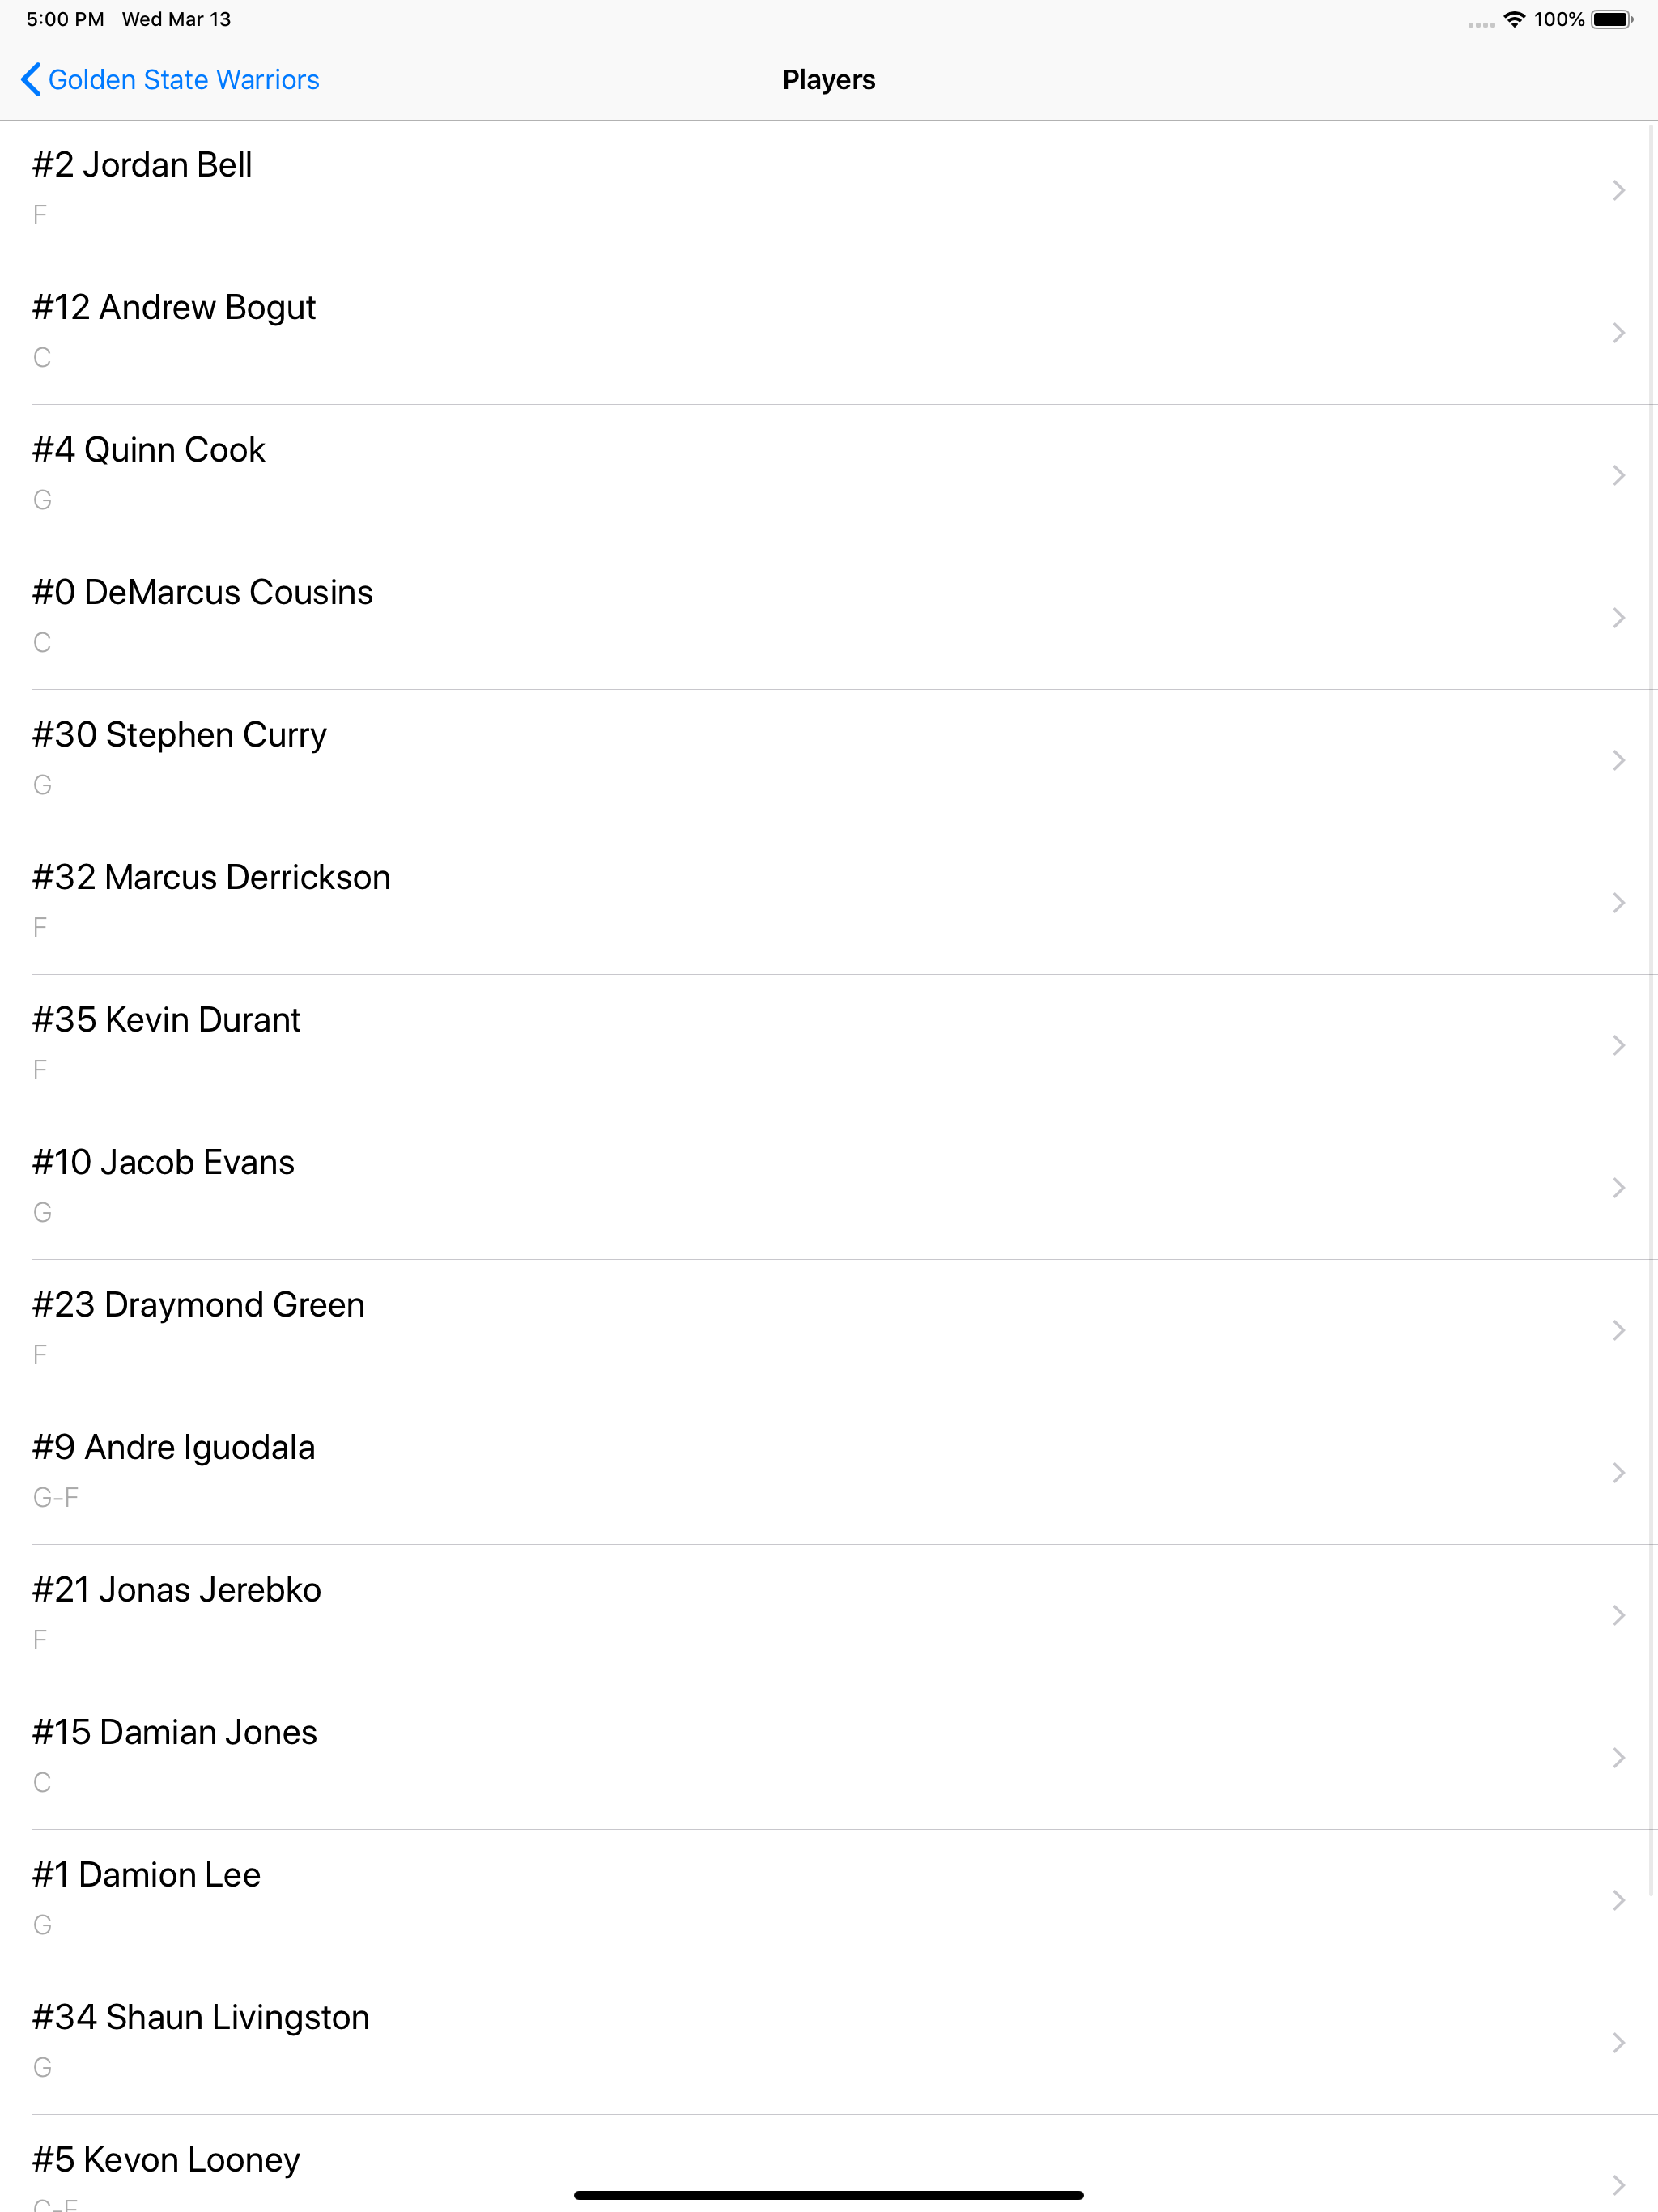 5:00 PM Wed Mar 13 100%
Golden State Warriors Players
#2 Jordan Bell
F
#12 Andrew Bogut
C
#4 Quinn Cook
G
#0 DeMarcus Cousins
C
#30 Stephen Curry
G
#32 Marcus Derrickson
F
#35 Kevin Durant
F
#10 Jacob Evans
G
#23 Draymond Green
F
#9 Andre Iguodala
G-F
#21 Jonas Jerebko
F
#15 Damian Jones
C
#1 Damion Lee
G
#34 Shaun Livingston
G
#5 Kevon Looney
C-F